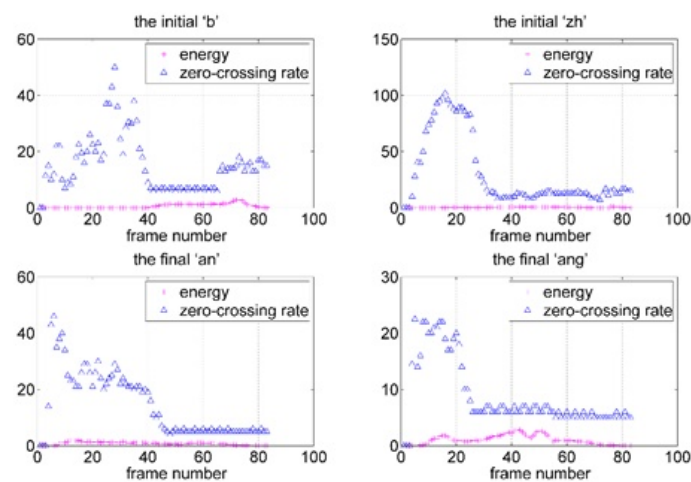 the initial ‘b’
60
40
20
0
energy
zero-crossing rate
0 20 40 60 80 100
frame number
the initial ‘zh’
150
100
50
0
energy
zero-crossing rate
0 20 40 60 80 100
frame number
the final ‘an’
60
40
20
0
energy
zero-crossing rate
0 20 40 60 80 100
frame number
the final ‘ang’
30
20
10
0
energy
zero-crossing rate
0 20 40 60 80 100
frame number